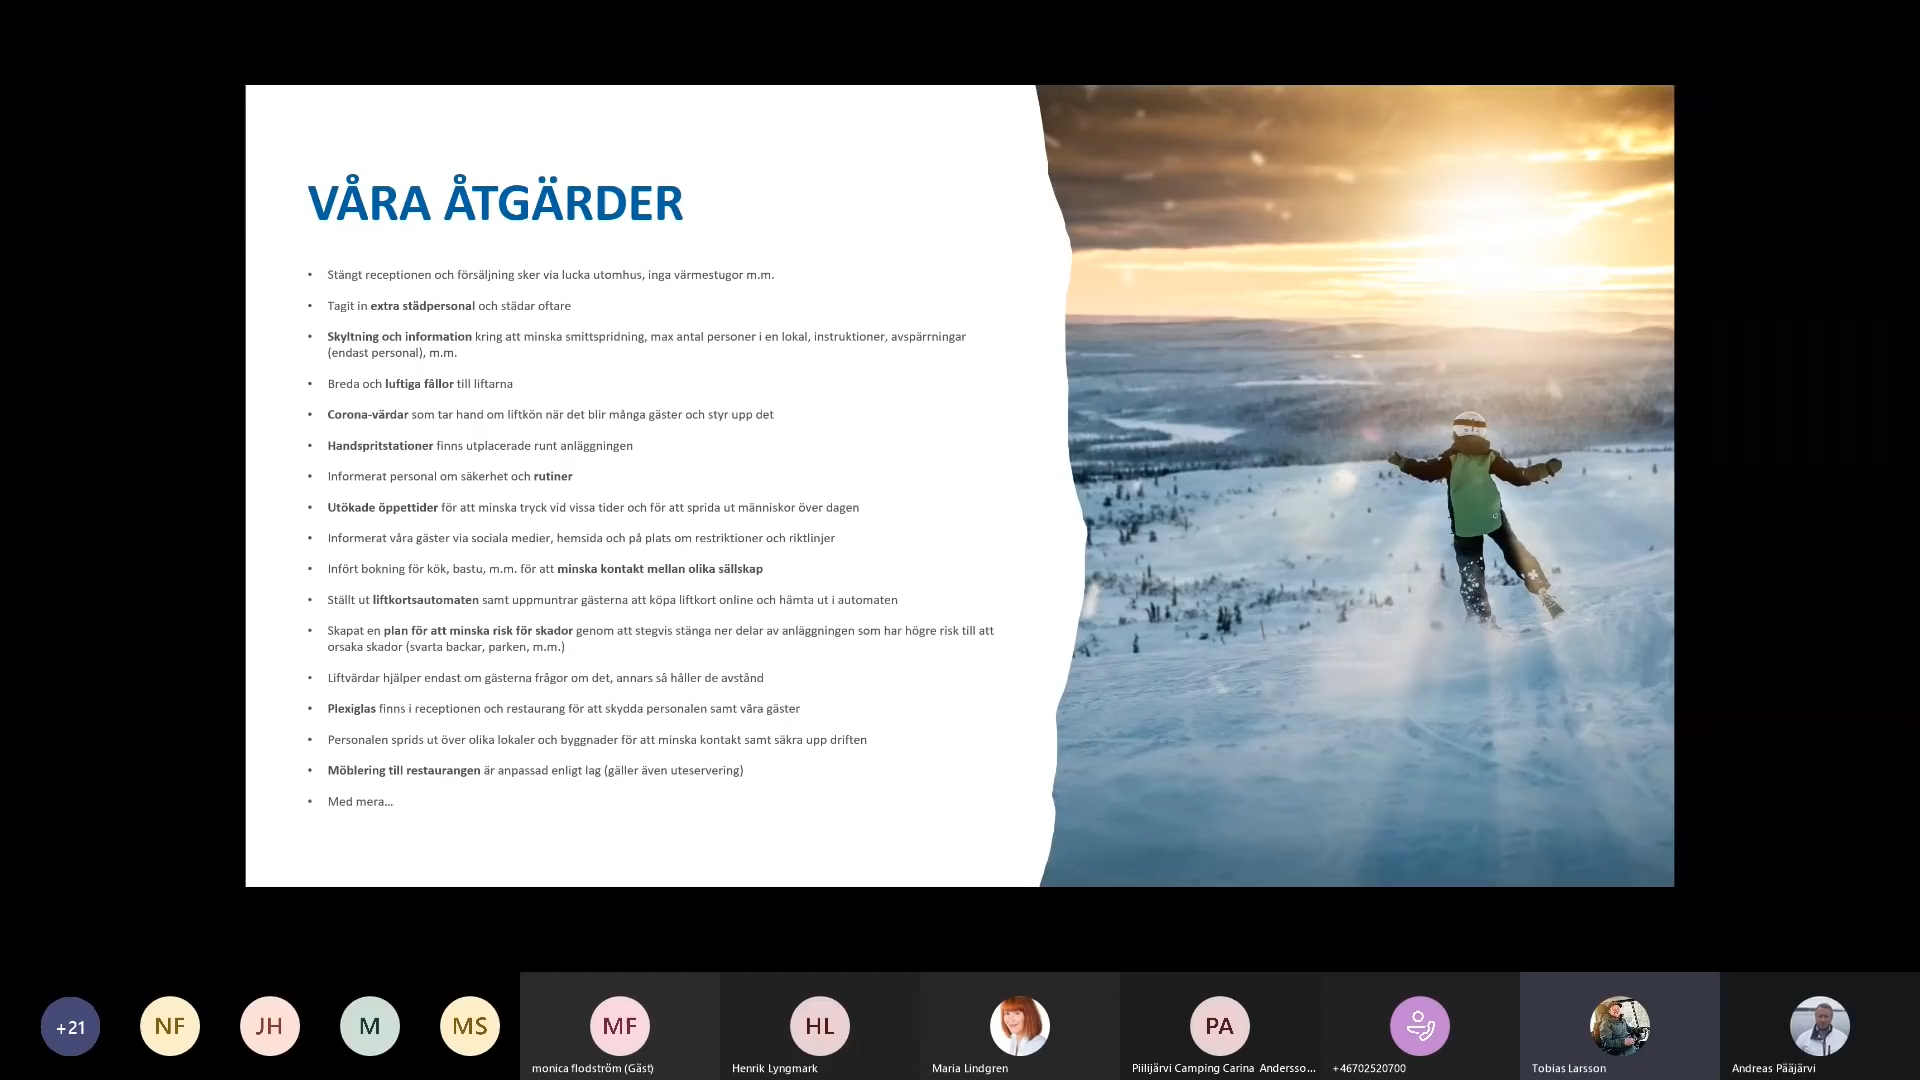 VÅRA ÅTGÄRDER
• Stängt receptionen och försäljning sker via lucka utomhus, inga värmestugor m.m.
• Tagit in extra städpersonal och städar oftare
• Skyltning och information kring att minska smittspridning, max antal personer i en lokal, instruktioner, avspärrningar
(endast personal), m.m.
• Breda och luftiga fållor till liftarna
• Corona-värdar som tar hand om liftkön när det blir många gäster och styr upp det
• Handspritstationer finns utplacerade runt anläggningen
• Informerat personal om säkerhet och rutiner
• Utökade öppettider för att minska tryck vid vissa tider och för att sprida ut människor över dagen
• Informerat våra gäster via sociala medier, hemsida och på plats om restriktioner och riktlinjer
• Infört bokning för kök, bastu, m.m. för att minska kontakt mellan olika sällskap
• Ställt ut liftkortsautomaten samt uppmuntrar gästerna att köpa liftkort online och hämta ut i automaten
• Skapat en plan för att minska risk för skador genom att stegvis stänga ner delar av anläggningen som har högre risk till att
orsaka skador (svarta backar, parken, m.m.)
• Liftvärdar hjälper endast om gästerna frågor om det, annars så håller de avstånd
• Plexiglas finns i receptionen och restaurang för att skydda personalen samt våra gäster
• Personalen sprids ut över olika lokaler och byggnader för att minska kontakt samt säkra upp driften
• Möblering till restaurangen är anpassad enligt lag (gäller även uteservering)
• Med mera...
+21
NF
JH
M
MS
MF
HL
PA
monica flodström (Gäst)
Henrik Lyngmark
Maria Lindgren
Piilijärvi Camping Carina Andersso...
+46702520700
Tobias Larsson
Andreas Pääjärvi